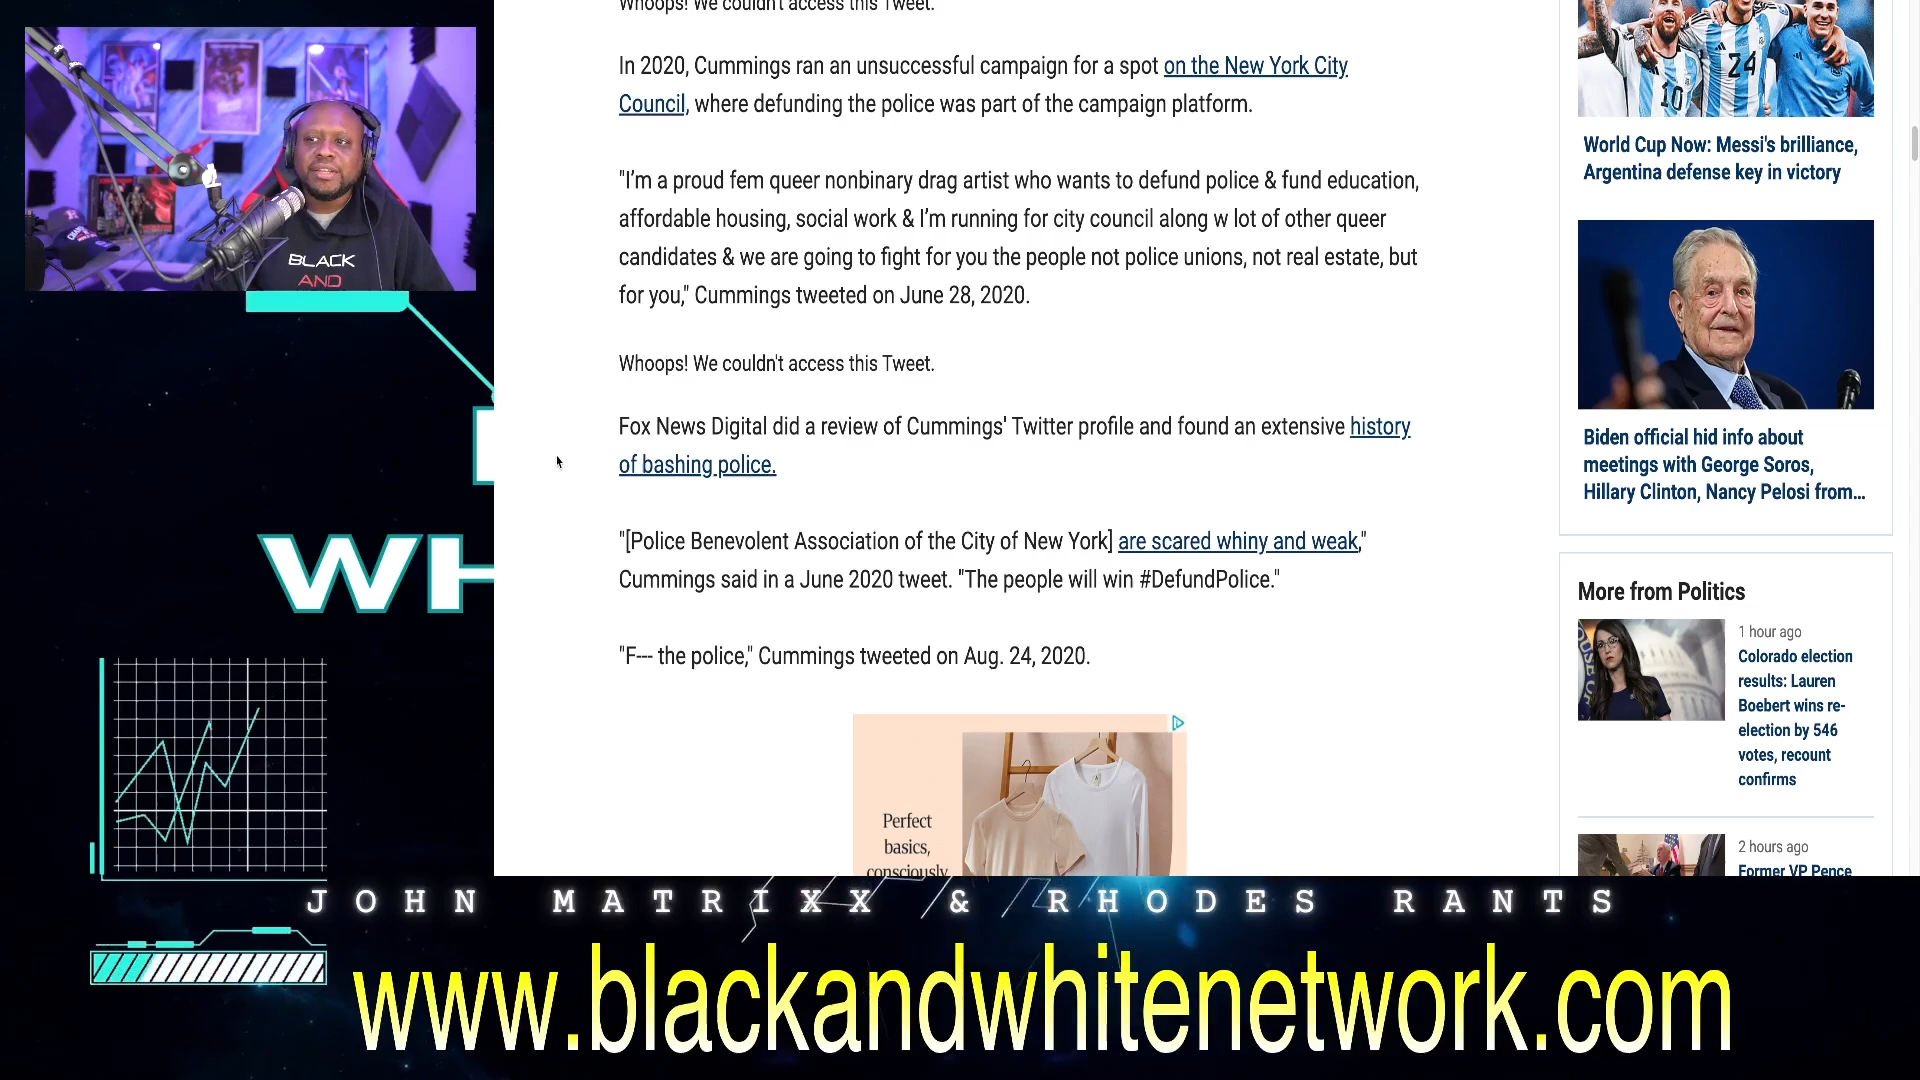 Whoops! We couldn't access this Tweet.
In 2020, Cummings ran an unsuccessful campaign for a spot on the New York City
Council, where defunding the police was part of the campaign platform.
"I'm a proud fem queer nonbinary drag artist who wants to defund police & fund education,
affordable housing, social work & I'm running for city council along w lot of other queer
candidates & we are going to fight for you the people not police unions, not real estate, but
for you," Cummings tweeted on June 28, 2020.
Whoops! We couldn't access this Tweet.
Fox News Digital did a review of Cummings' Twitter profile and found an extensive history
of bashing police.
"[Police Benevolent Association of the City of New York] are scared whiny and weak,"
Cummings said in a June 2020 tweet. "The people will win #DefundPolice."
"F--- the police," Cummings tweeted on Aug. 24, 2020.
Perfect
basics,
consciously
10
24
World Cup Now: Messi's brilliance,
Argentina defense key in victory
Biden official hid info about
meetings with George Soros,
Hillary Clinton, Nancy Pelosi from...
More from Politics
1 hour ago
Colorado election
results: Lauren
Boebert wins re-
election by 546
votes, recount
confirms
2 hours ago
Former VP Pence
BLACK
AND
WH
JOHN MATRIXX & RHODES RANTS
www.blackandwhitenetwork.com